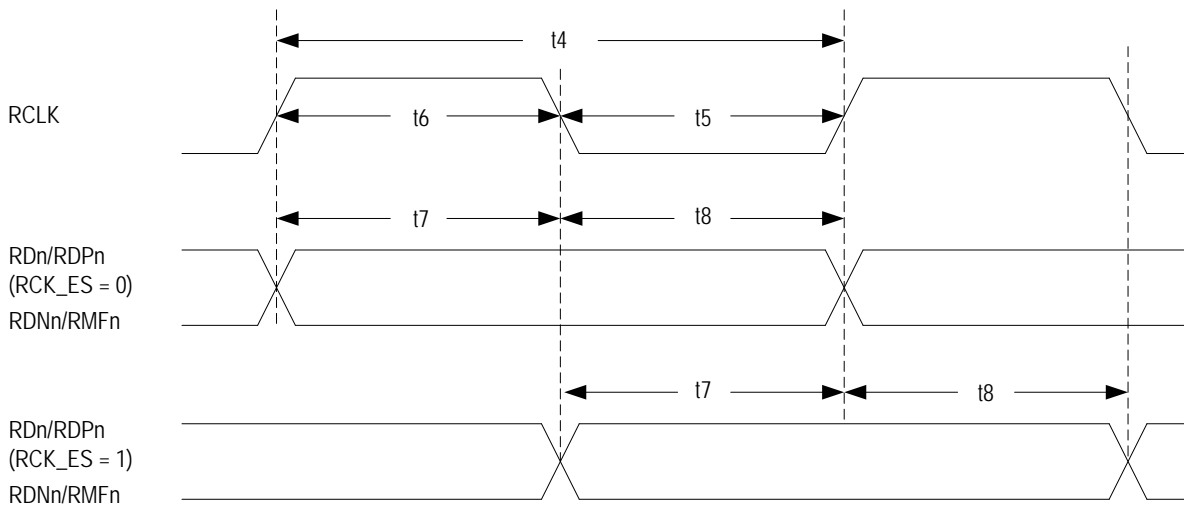 t4
RCLK
t6
t5
t7
t8
RDn/RDPn
(RCK_ES = 0)
RDNn/RMFn
t7
t8
RDn/RDPn
(RCK_ES = 1)
RDNn/RMFn